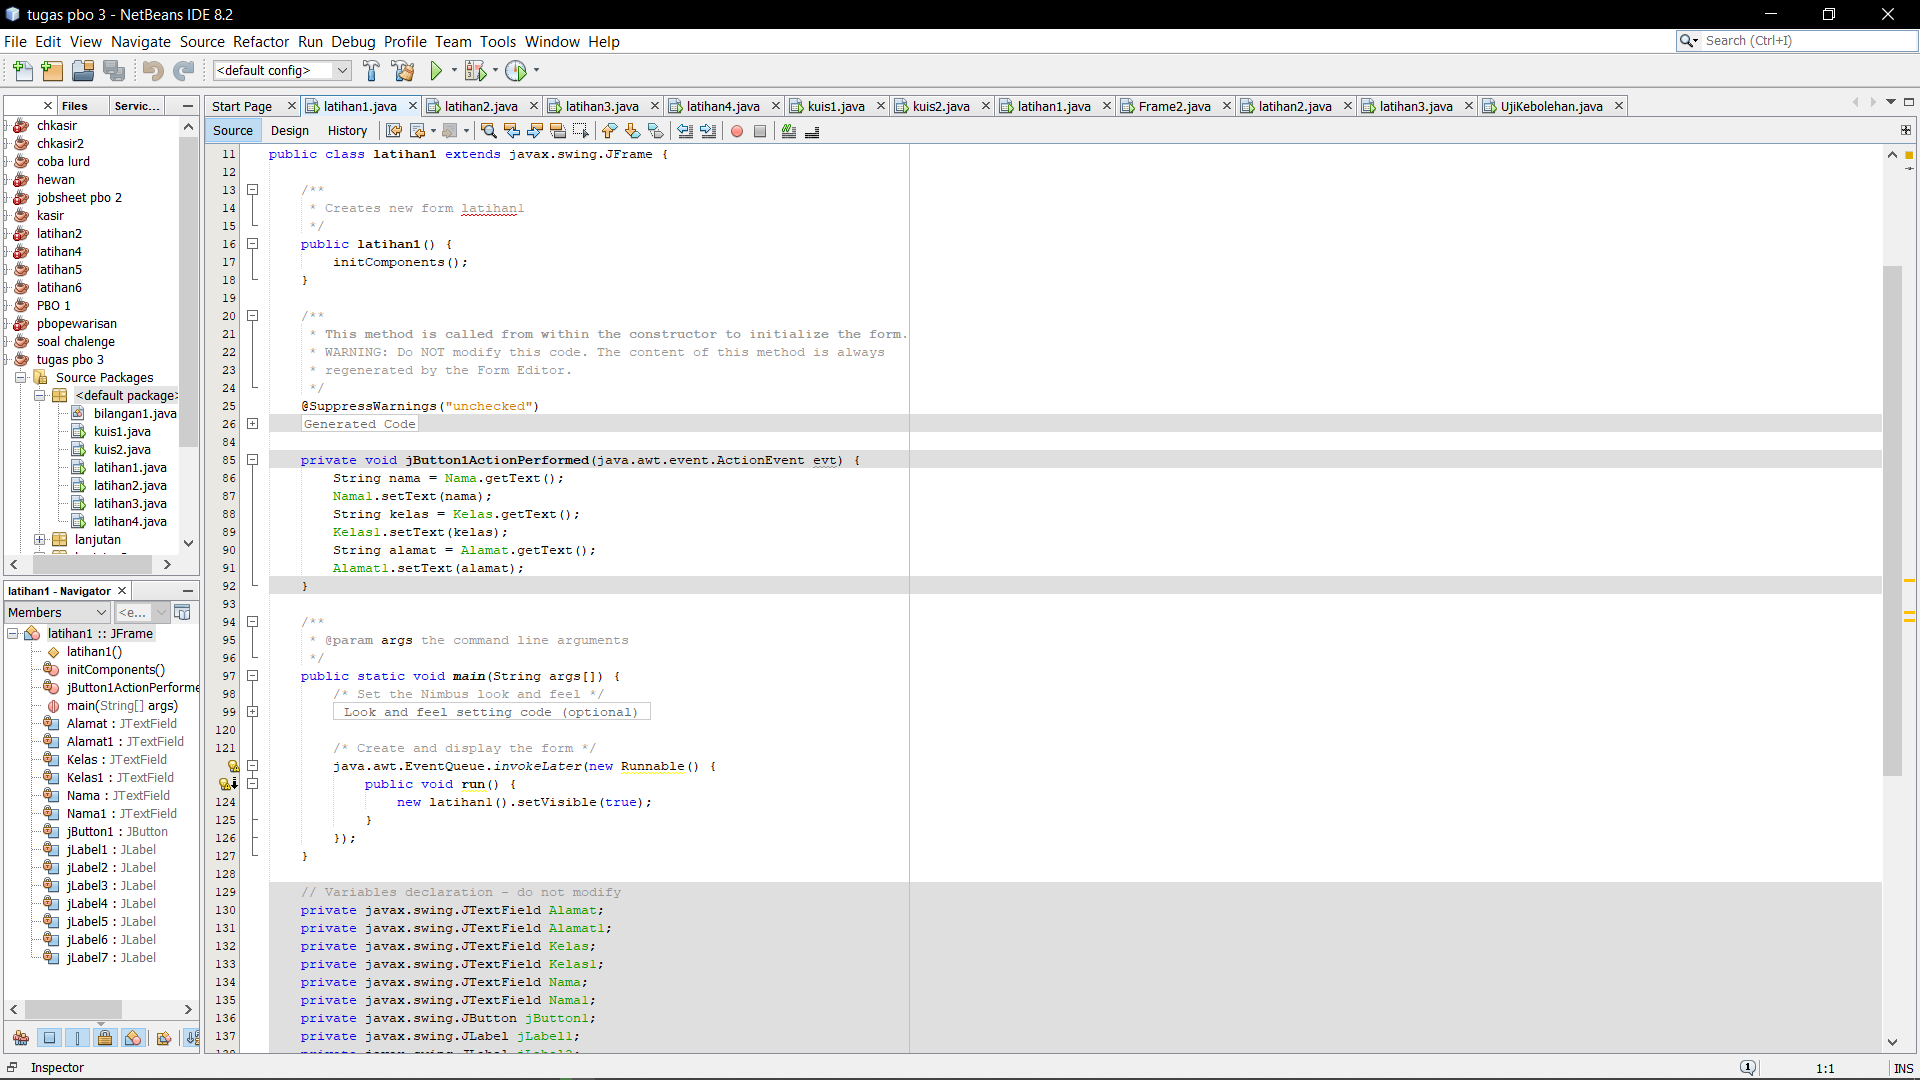 tugas pbo 3 - NetBeans IDE 8.2
File Edit View Navigate Source Refactor Run Debug Profile Team Tools Window Help
Search (Ctrl+I)
<default config>
Files
Servic...
Start Page
latihan1.java
latihan2.java
latihan3.java
latihan4.java
kuis1.java
kuis2.java
latihan1.java
Frame2.java
latihan2.java
latihan3.java
UjiKebolehan.java
Source
Design
History
chkasir
chkasir2
coba lurd
hewan
jobsheet pbo 2
kasir
latihan2
latihan4
latihan5
latihan6
PBO 1
pbopewarisan
soal chalenge
tugas pbo 3
Source Packages
<default package>
bilangan1.java
kuis1.java
kuis2.java
latihan1.java
latihan2.java
latihan3.java
latihan4.java
lanjutan
latihan1 - Navigator
Members
<e...
latihan1 :: JFrame
latihan1()
initComponents()
jButton1ActionPerforme
main(String[] args)
Alamat : JTextField
Alamat1 : JTextField
Kelas : JTextField
Kelas1 : JTextField
Nama : JTextField
Nama1 : JTextField
jButton1 : JButton
jLabel1 : JLabel
jLabel2 : JLabel
jLabel3 : JLabel
jLabel4 : JLabel
jLabel5 : JLabel
jLabel6 : JLabel
jLabel7 : JLabel
11 public class latihan1 extends javax.swing.JFrame {
12
13 /**
14 * Creates new form latihan1
15 */
16 public latihan1() {
17 initComponents();
18 }
19
20 /**
21 * This method is called from within the constructor to initialize the form.
22 * WARNING: Do NOT modify this code. The content of this method is always
23 * regenerated by the Form Editor.
24 */
25 @SuppressWarnings("unchecked")
26 Generated Code
84
85 private void jButton1ActionPerformed(java.awt.event.ActionEvent evt) {
86 String nama = Nama.getText();
87 Nama1.setText(nama);
88 String kelas = Kelas.getText();
89 Kelas1.setText(kelas);
90 String alamat = Alamat.getText();
91 Alamat1.setText(alamat);
92 }
93
94 /**
95 * @param args the command line arguments
96 */
97 public static void main(String args[]) {
98 /* Set the Nimbus look and feel */
99 Look and feel setting code (optional)
120
121 /* Create and display the form */
java.awt.EventQueue.invokeLater(new Runnable() {
public void run() {
124 new latihan1().setVisible(true);
125 }
126 });
127 }
128
129 // Variables declaration - do not modify
130 private javax.swing.JTextField Alamat;
131 private javax.swing.JTextField Alamat1;
132 private javax.swing.JTextField Kelas;
133 private javax.swing.JTextField Kelas1;
134 private javax.swing.JTextField Nama;
135 private javax.swing.JTextField Nama1;
136 private javax.swing.JButton jButton1;
137 private javax.swing.JLabel jLabel1;
Inspector
1
1:1
INS